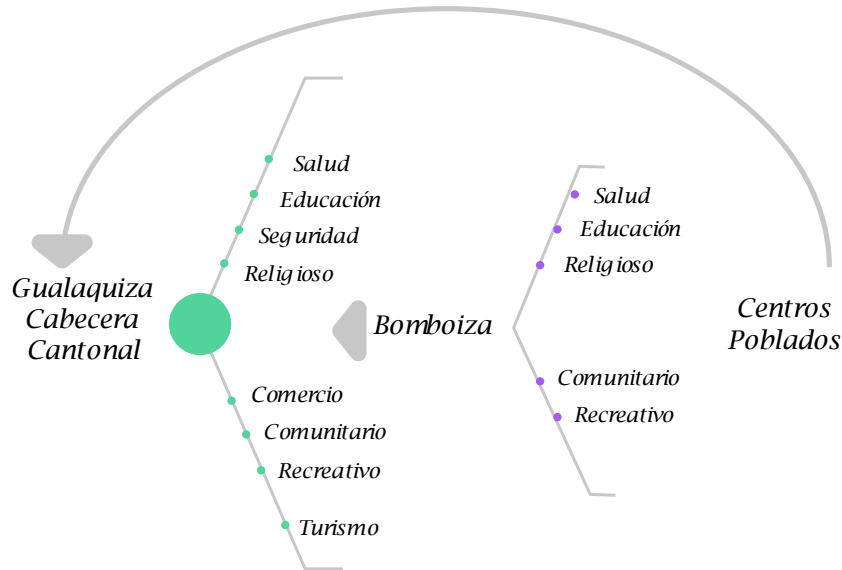 Salud
Educación
Seguridad
Religioso
Gualaquiza
Cabecera
Cantonal
Comercio
Comunitario
Recreativo
Turismo
Bomboiza
Salud
Educación
Religioso
Comunitario
Recreativo
Centros
Poblados